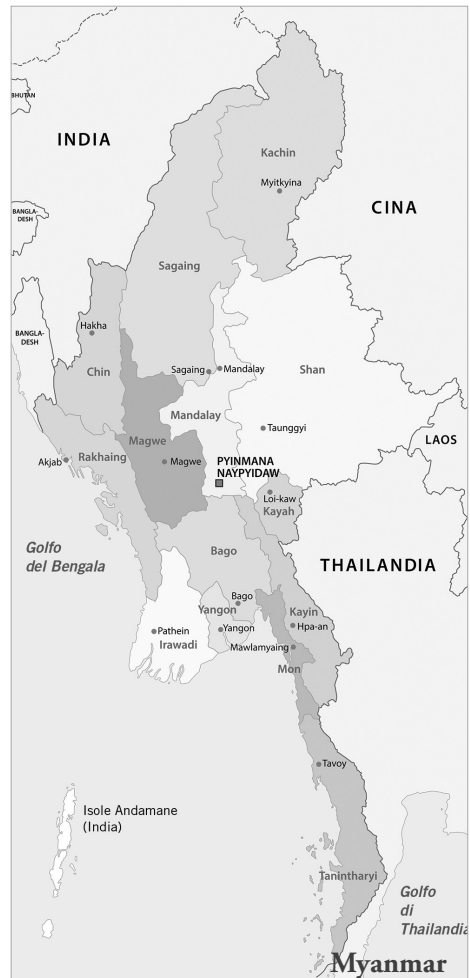 BHUTAN
INDIA
Kachin
Myitkyina
CINA
BANGLA-
DESH
Sagaing
Hakha
BANGLA-
DESH
Chin
Sagaing
Mandalay
Shan
Mandalay
Taunggyi
Magwe
LAOS
Rakhaing
Akjab
Magwe
PYINMANA
NAYPYIDAW
Loi-kaw
Kayah
Golfo
del Bengala
Bago
THAILANDIA
Bago
Yangon
Kayin
Pathein
Yangon
Hpa-an
Irawadi
Mawlamyaing
Mon
Tavoy
Isole Andamane
(India)
Tanintharyi
Golfo
di
Thailandia
Myanmar